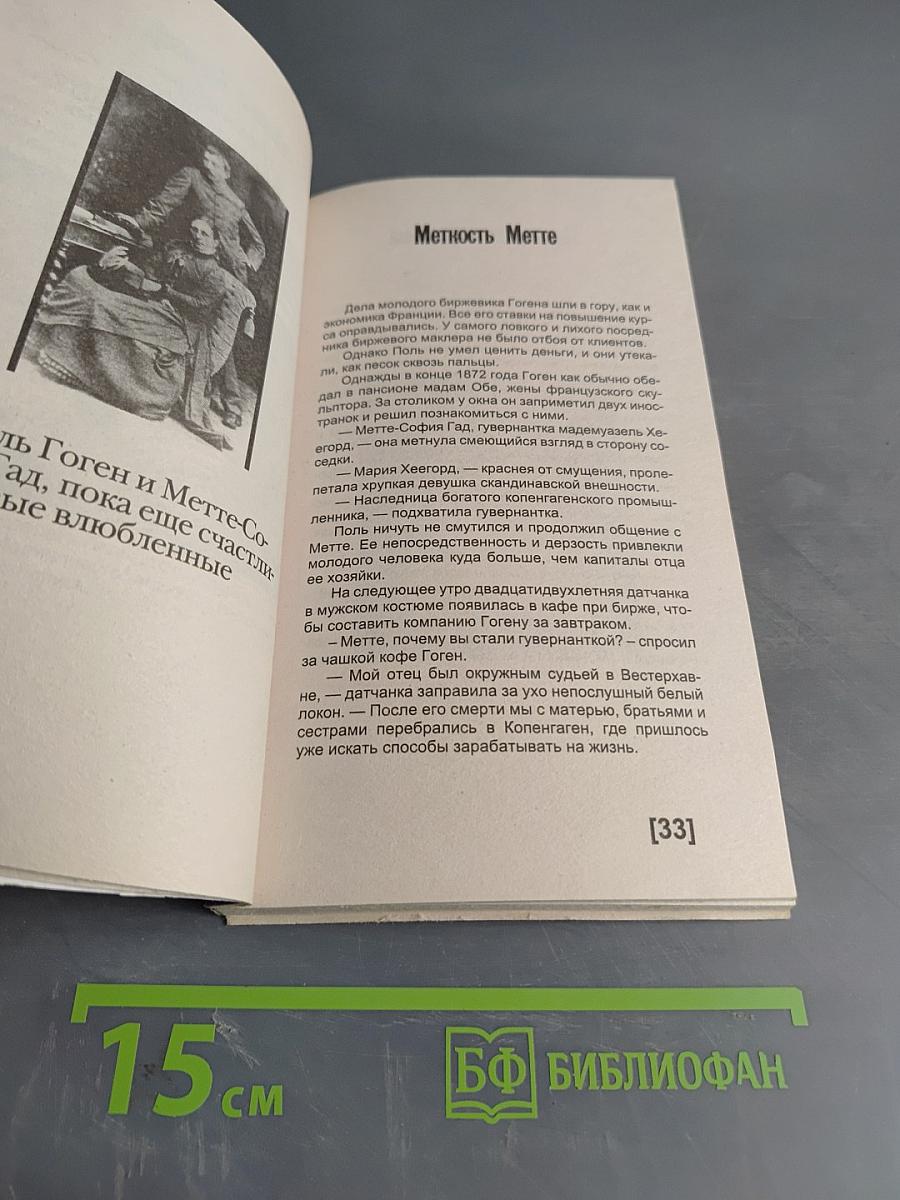 ль Гоген и Метте-Со-
Гад, пока еще счастли-
ые влюбленные
Меткость Метте
Дела молодого биржевика Гогена шли в гору, как и
экономика Франции. Все его ставки на повышение кур-
са оправдывались. У самого ловкого и лихого посред-
ника биржевого маклера не было отбоя от клиентов.
Однако Поль не умел ценить деньги, и они утека-
ли, как песок сквозь пальцы.
Однажды в конце 1872 года Гоген как обычно обе-
дал в пансионе мадам Обе, жены французского ску-
льптора. За столиком у окна он заприметил двух инос-
транок и решил познакомиться с ними.
— Метте-София Гад, гувернантка мадемуазель Хе-
егорд, — она метнула смеющийся взгляд в сторону со-
седки.
— Мария Хеегорд, — краснея от смущения, проле-
петала хрупкая девушка скандинавской внешности.
— Наследница богатого копенгагенского промыш-
ленника, — подхватила гувернантка.
Поль ничуть не смутился и продолжил общение с
Метте. Ее непосредственность и дерзость привлекли
молодого человека куда больше, чем капиталы отца
ее хозяйки.
На следующее утро двадцатидвухлетняя датчанка
в мужском костюме появилась в кафе при бирже, что-
бы составить компанию Гогену за завтраком.
– Метте, почему вы стали гувернанткой? – спросил
за чашкой кофе Гоген.
— Мой отец был окружным судьей в Вестерхав-
не, — датчанка заправила за ухо непослушный белый
локон. — После его смерти мы с матерью, братьями и
сестрами перебрались в Копенгаген, где пришлось
уже искать способы зарабатывать на жизнь.
[33]
15 см
БФ БИБЛИОФАН